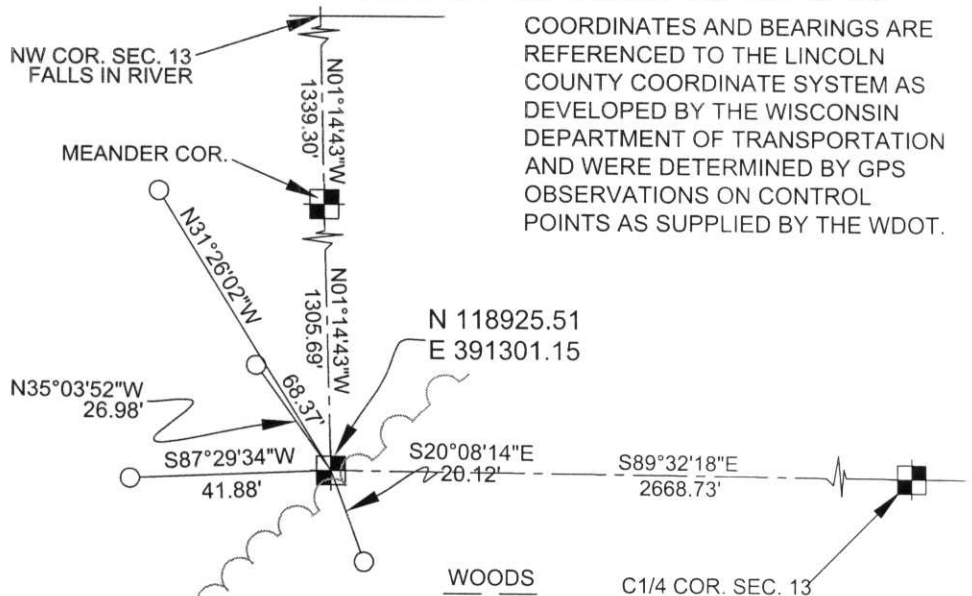 NW COR. SEC. 13
FALLS IN RIVER
COORDINATES AND BEARINGS ARE
REFERENCED TO THE LINCOLN
COUNTY COORDINATE SYSTEM AS
DEVELOPED BY THE WISCONSIN
DEPARTMENT OF TRANSPORTATION
AND WERE DETERMINED BY GPS
OBSERVATIONS ON CONTROL
POINTS AS SUPPLIED BY THE WDOT.
N01°14'43"W
1339.30'
MEANDER COR.
N31°26'02"W
68.37'
N01°14'43"W
1305.69'
N 118925.51
E 391301.15
N35°03'52"W
26.98'
S87°29'34"W
41.88'
S20°08'14"E
20.12'
S89°32'18"E
2668.73'
WOODS
C1/4 COR. SEC. 13